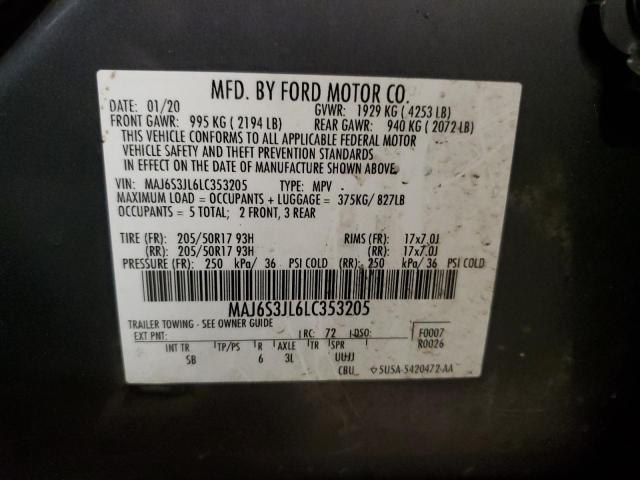 MFD. BY FORD MOTOR CO.
DATE: 01/20 GVWR: 1929 KG ( 4253 LB)
FRONT GAWR: 995 KG ( 2194 LB) REAR GAWR: 940 KG ( 2072 LB)
THIS VEHICLE CONFORMS TO ALL APPLICABLE FEDERAL MOTOR
VEHICLE SAFETY AND THEFT PREVENTION STANDARDS
IN EFFECT ON THE DATE OF MANUFACTURE SHOWN ABOVE.
VIN: MAJ6S3JL6LC353205 TYPE: MPV
MAXIMUM LOAD = OCCUPANTS + LUGGAGE = 375KG/ 827LB
OCCUPANTS = 5 TOTAL; 2 FRONT, 3 REAR
TIRE (FR): 205/50R17 93H RIMS (FR): 17x7.0J
(RR): 205/50R17 93H (RR): 17x7.0J
PRESSURE (FR): 250 kPa/ 36 PSI COLD (RR): 250 kPa/ 36 PSI COLD
MAJ6S3JL6LC353205
TRAILER TOWING - SEE OWNER GUIDE
EXT PNT: RC: 72 DSO: F0007
INT TR TP/PS R AXLE TR SPR R0026
SB 6 3L UUJJ
CBU 5USA-5420472-AA